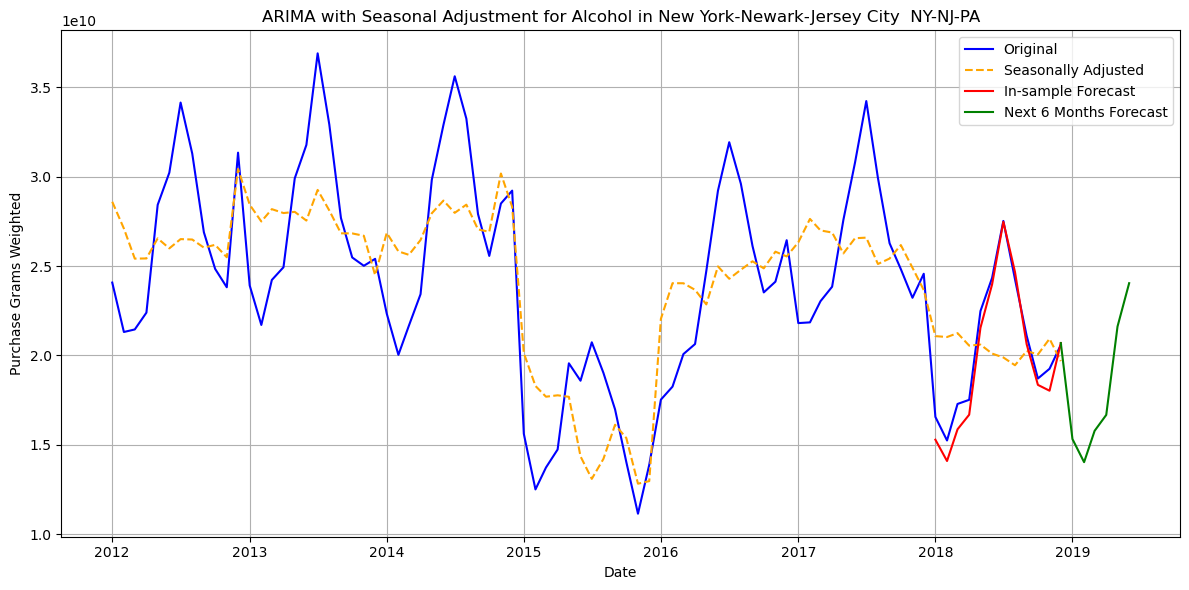 ARIMA with Seasonal Adjustment for Alcohol in New York-Newark-Jersey City  NY-NJ-PA
1e10
Original
Seasonally Adjusted
In-sample Forecast
Next 6 Months Forecast
3.5
3.0
2.5
2.0
1.5
1.0
Purchase Grams Weighted
2012 2013 2014 2015 2016 2017 2018 2019
Date